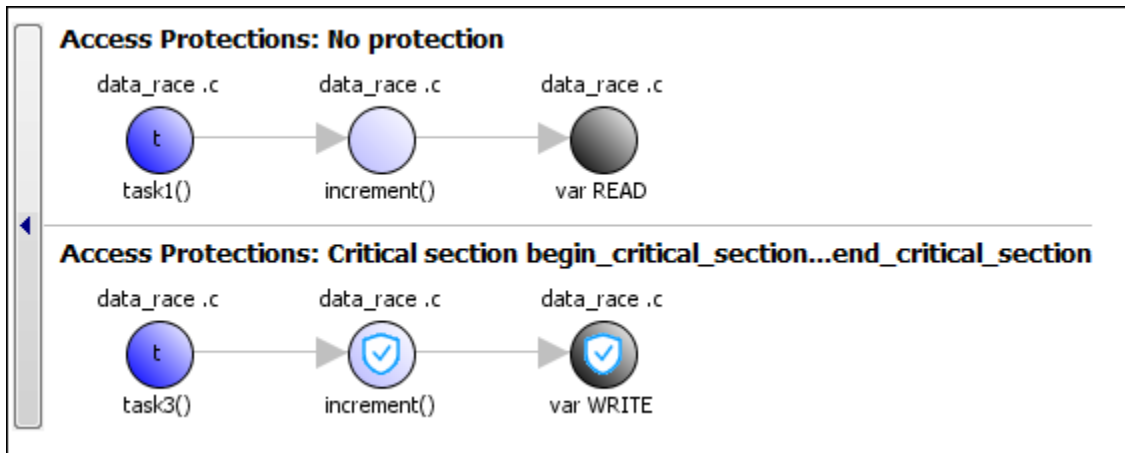 Access Protections: No protection
data_race .c data_race .c data_race .c
t
task1() increment() var READ
Access Protections: Critical section begin_critical_section...end_critical_section
data_race .c data_race .c data_race .c
t
task3() increment() var WRITE